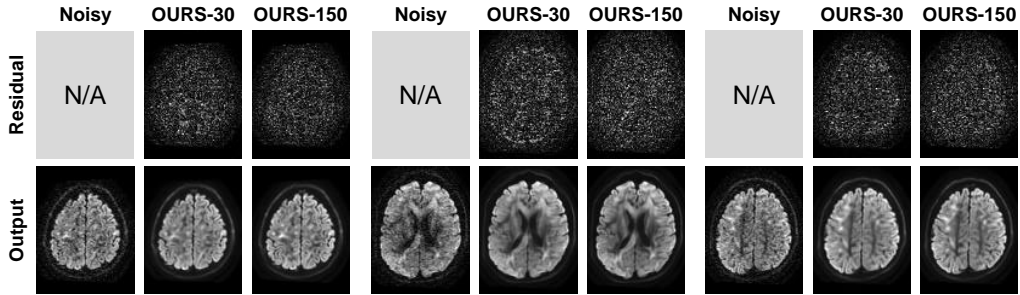 Noisy OURS-30 OURS-150 Noisy OURS-30 OURS-150 Noisy OURS-30 OURS-150
Residual
N/A N/A N/A
Output